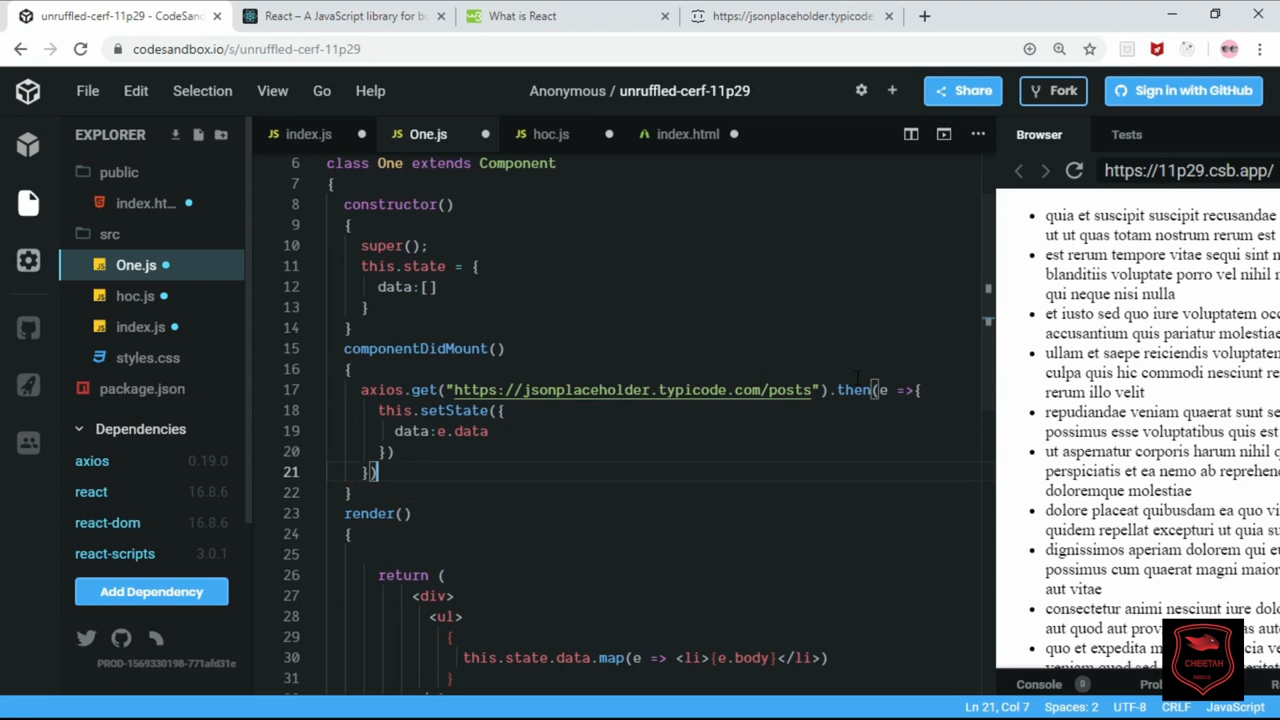 unruffled-cerf-11p29 - CodeSanc
React – A JavaScript library for bu
What is React
https://jsonplaceholder.typicode.
codesandbox.io/s/unruffled-cerf-11p29
File Edit Selection View Go Help
Anonymous / unruffled-cerf-11p29
Share
Fork
Sign in with GitHub
EXPLORER
public
index.ht...
src
One.js
hoc.js
index.js
styles.css
package.json
Dependencies
axios 0.19.0
react 16.8.6
react-dom 16.8.6
react-scripts 3.0.1
Add Dependency
PROD-1569330198-771afd31e
index.js
One.js
hoc.js
index.html
6 class One extends Component
7 {
8 constructor()
9 {
10 super();
11 this.state = {
12 data:[]
13 }
14 }
15 componentDidMount()
16 {
17 axios.get("https://jsonplaceholder.typicode.com/posts").then(e =>{
18 this.setState({
19 data:e.data
20 })
21 })
22 }
23 render()
24 {
25
26 return (
27 <div>
28 <ul>
29 {
30 this.state.data.map(e => <li>{e.body}</li>)
31 }
Browser
Tests
https://11p29.csb.app/
• quia et suscipit suscipit recusandae
ut ut quas totam nostrum rerum est
• est rerum tempore vitae sequi sint n
blanditiis voluptate porro vel nihil m
qui neque nisi nulla
• et iusto sed quo iure voluptatem occ
accusantium quis pariatur molestiae
• ullam et saepe reiciendis voluptatem
culpa quis hic commodi nesciunt re
rerum illo velit
• repudiandae veniam quaerat sunt se
possimus esse voluptatibus quis est
• ut aspernatur corporis harum nihil q
perspiciatis et ea nemo ab reprehend
doloremque molestiae
• dolore placeat quibusdam ea quo vi
quidem repellat excepturi ut quia su
• dignissimos aperiam dolorem qui eu
possimus cum quaerat magni maior
aut vitae
• consectetur animi nesciunt iure dolo
aut quod aut pro
• quo et expedita m
veniam quod sed
Console 0
CHEETAH
Ln 21, Col 7 Spaces: 2 UTF-8 CRLF JavaScript